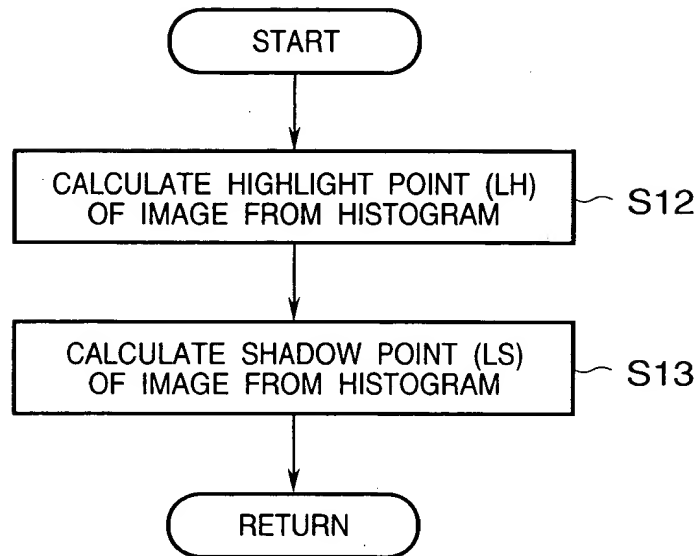 START
CALCULATE HIGHLIGHT POINT (LH)
OF IMAGE FROM HISTOGRAM
S12
CALCULATE SHADOW POINT (LS)
OF IMAGE FROM HISTOGRAM
S13
RETURN